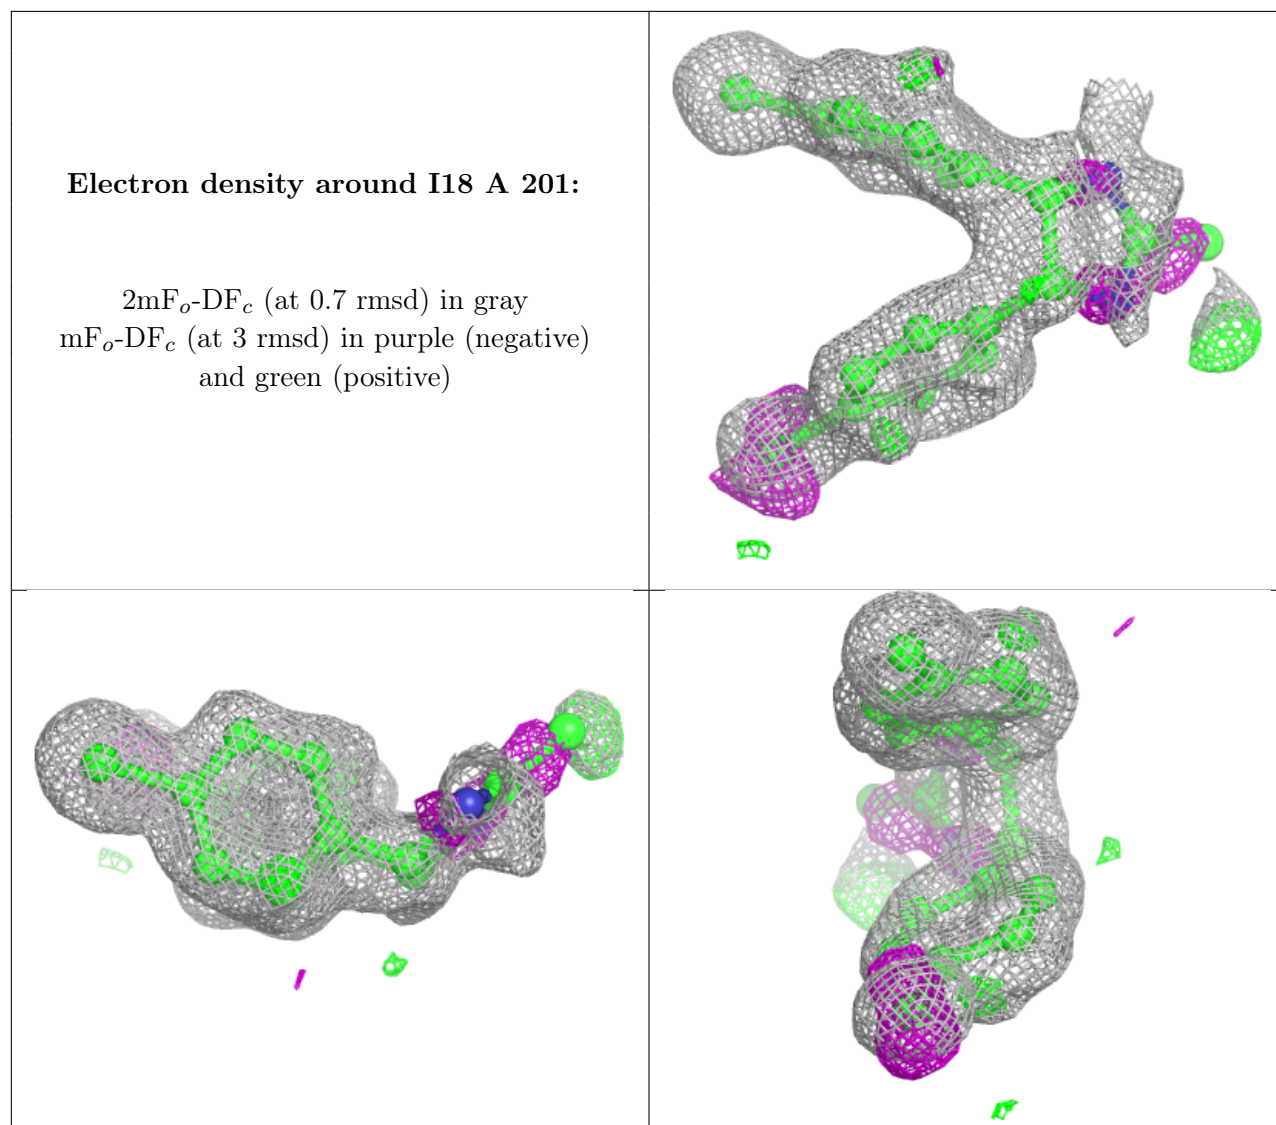 Electron density around I18 A 201:
2mFo-DFc (at 0.7 rmsd) in gray
mFo-DFc (at 3 rmsd) in purple (negative)
and green (positive)